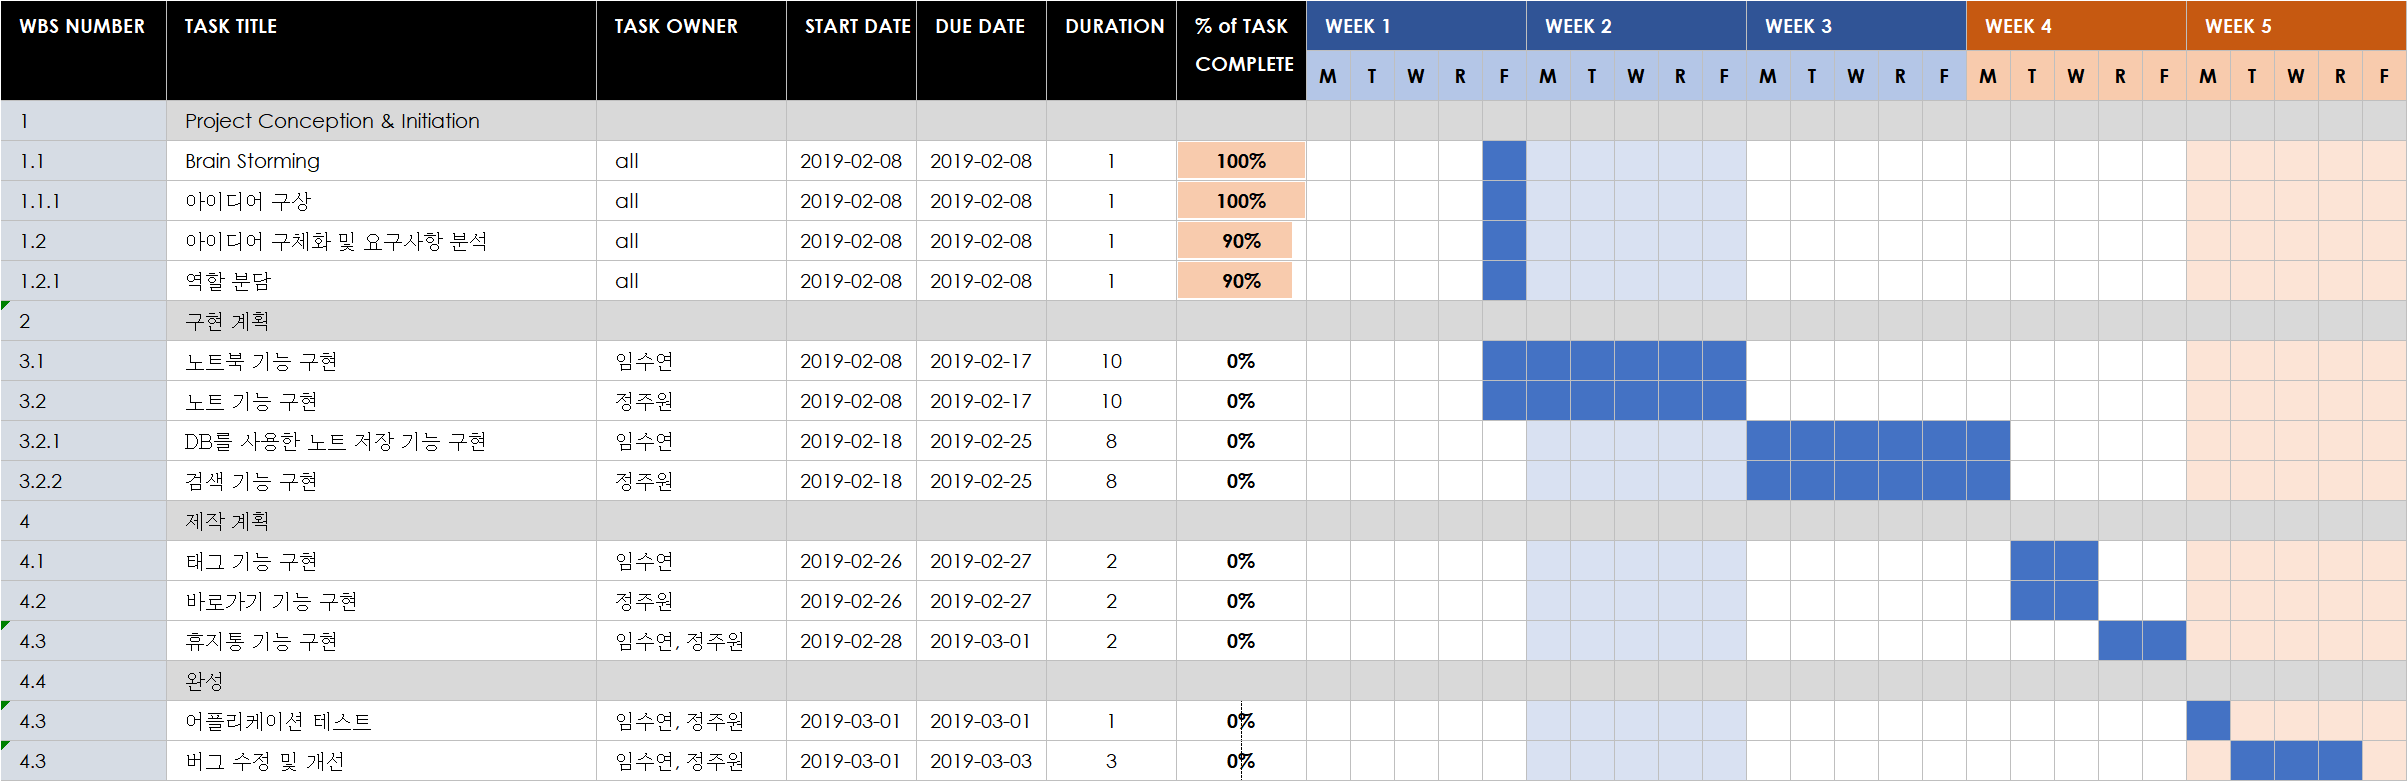 WBS NUMBER TASK TITLE TASK OWNER START DATE DUE DATE DURATION % of TASK COMPLETE WEEK 1 WEEK 2 WEEK 3 WEEK 4 WEEK 5
M T W R F M T W R F M T W R F M T W R F M T W R F
1 Project Conception & Initiation
1.1 Brain Storming all 2019-02-08 2019-02-08 1 100%
1.1.1 아이디어 구상 all 2019-02-08 2019-02-08 1 100%
1.2 아이디어 구체화 및 요구사항 분석 all 2019-02-08 2019-02-08 1 90%
1.2.1 역할 분담 all 2019-02-08 2019-02-08 1 90%
2 구현 계획
3.1 노트북 기능 구현 임수연 2019-02-08 2019-02-17 10 0%
3.2 노트 기능 구현 정주원 2019-02-08 2019-02-17 10 0%
3.2.1 DB를 사용한 노트 저장 기능 구현 임수연 2019-02-18 2019-02-25 8 0%
3.2.2 검색 기능 구현 정주원 2019-02-18 2019-02-25 8 0%
4 제작 계획
4.1 태그 기능 구현 임수연 2019-02-26 2019-02-27 2 0%
4.2 바로가기 기능 구현 정주원 2019-02-26 2019-02-27 2 0%
4.3 휴지통 기능 구현 임수연, 정주원 2019-02-28 2019-03-01 2 0%
4.4 완성
4.3 어플리케이션 테스트 임수연, 정주원 2019-03-01 2019-03-01 1 0%
4.3 버그 수정 및 개선 임수연, 정주원 2019-03-01 2019-03-03 3 0%